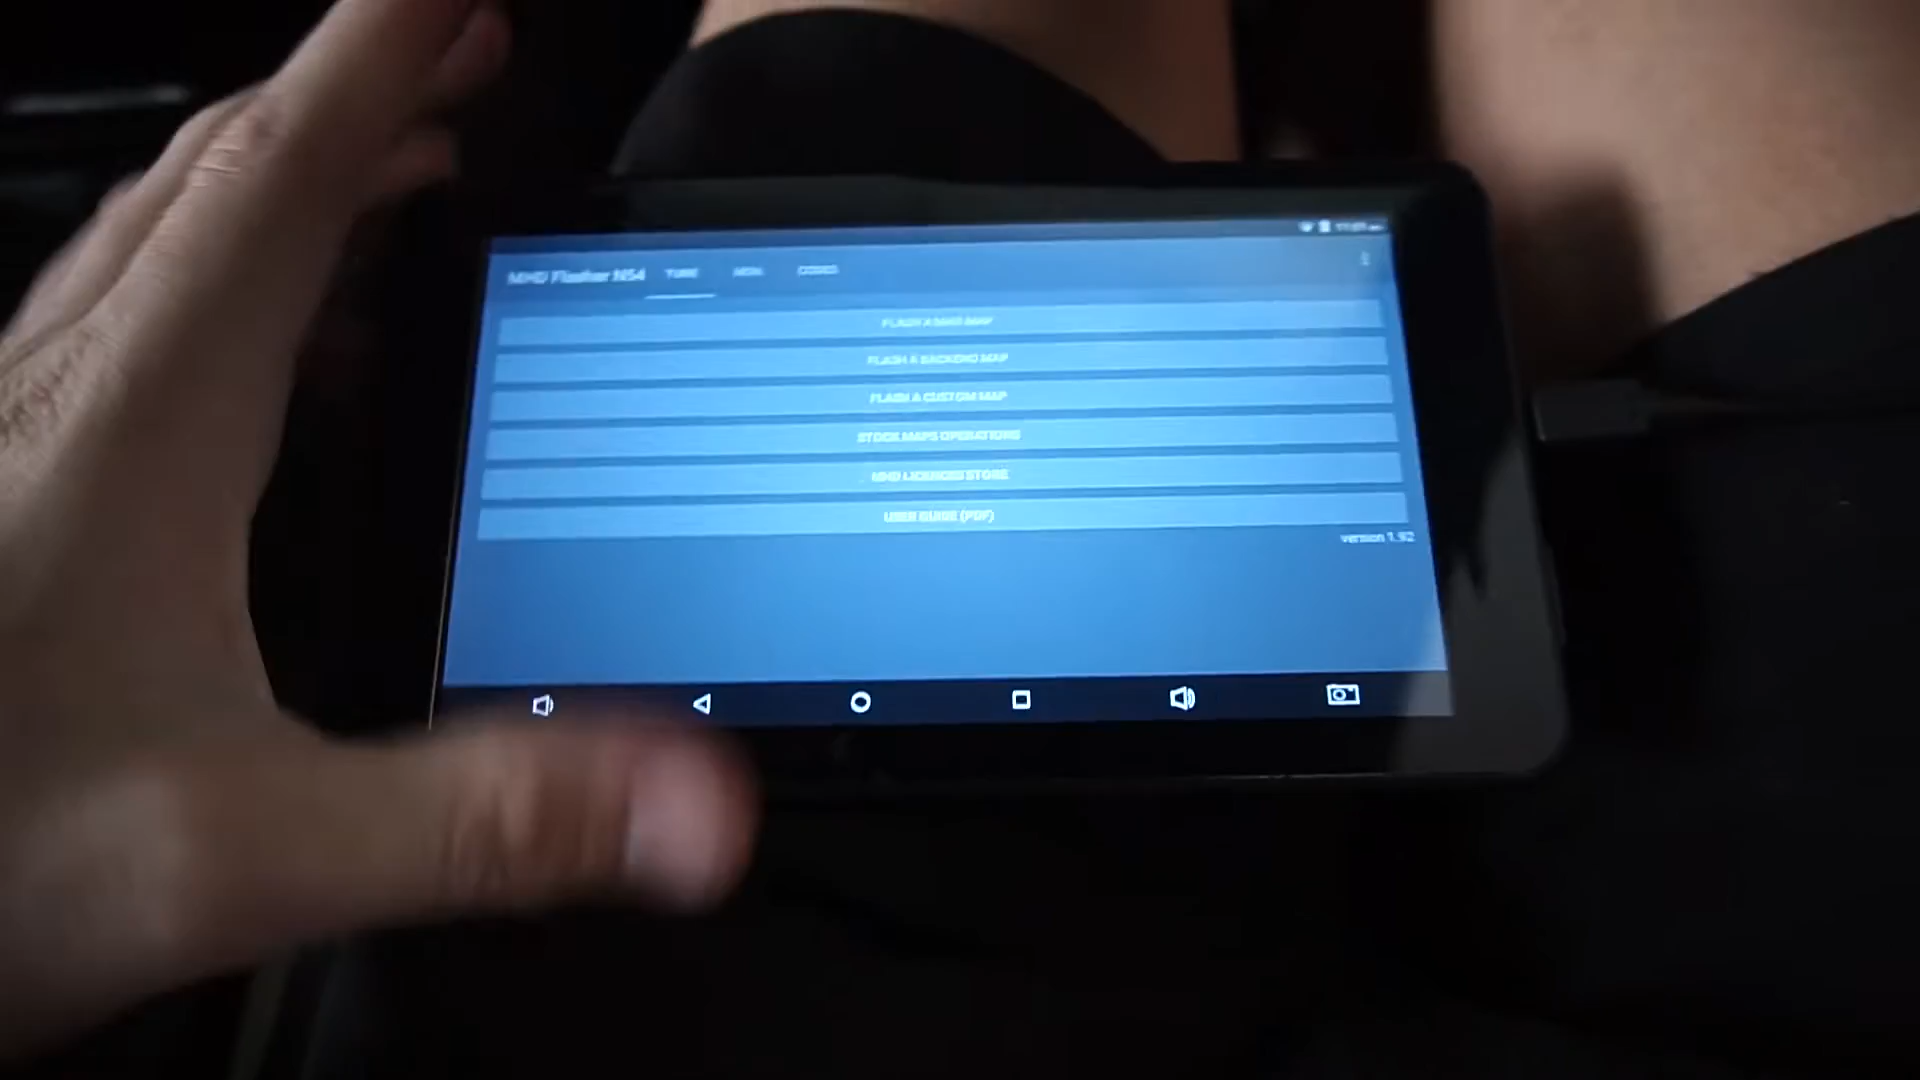 MHD Flasher N54 TUNE MON CODES
FLASH A MHD MAP
FLASH A BACKEND MAP
FLASH A CUSTOM MAP
STOCK MAPS OPERATIONS
MHD LICENCES STORE
USER GUIDE (PDF)
version 1.92